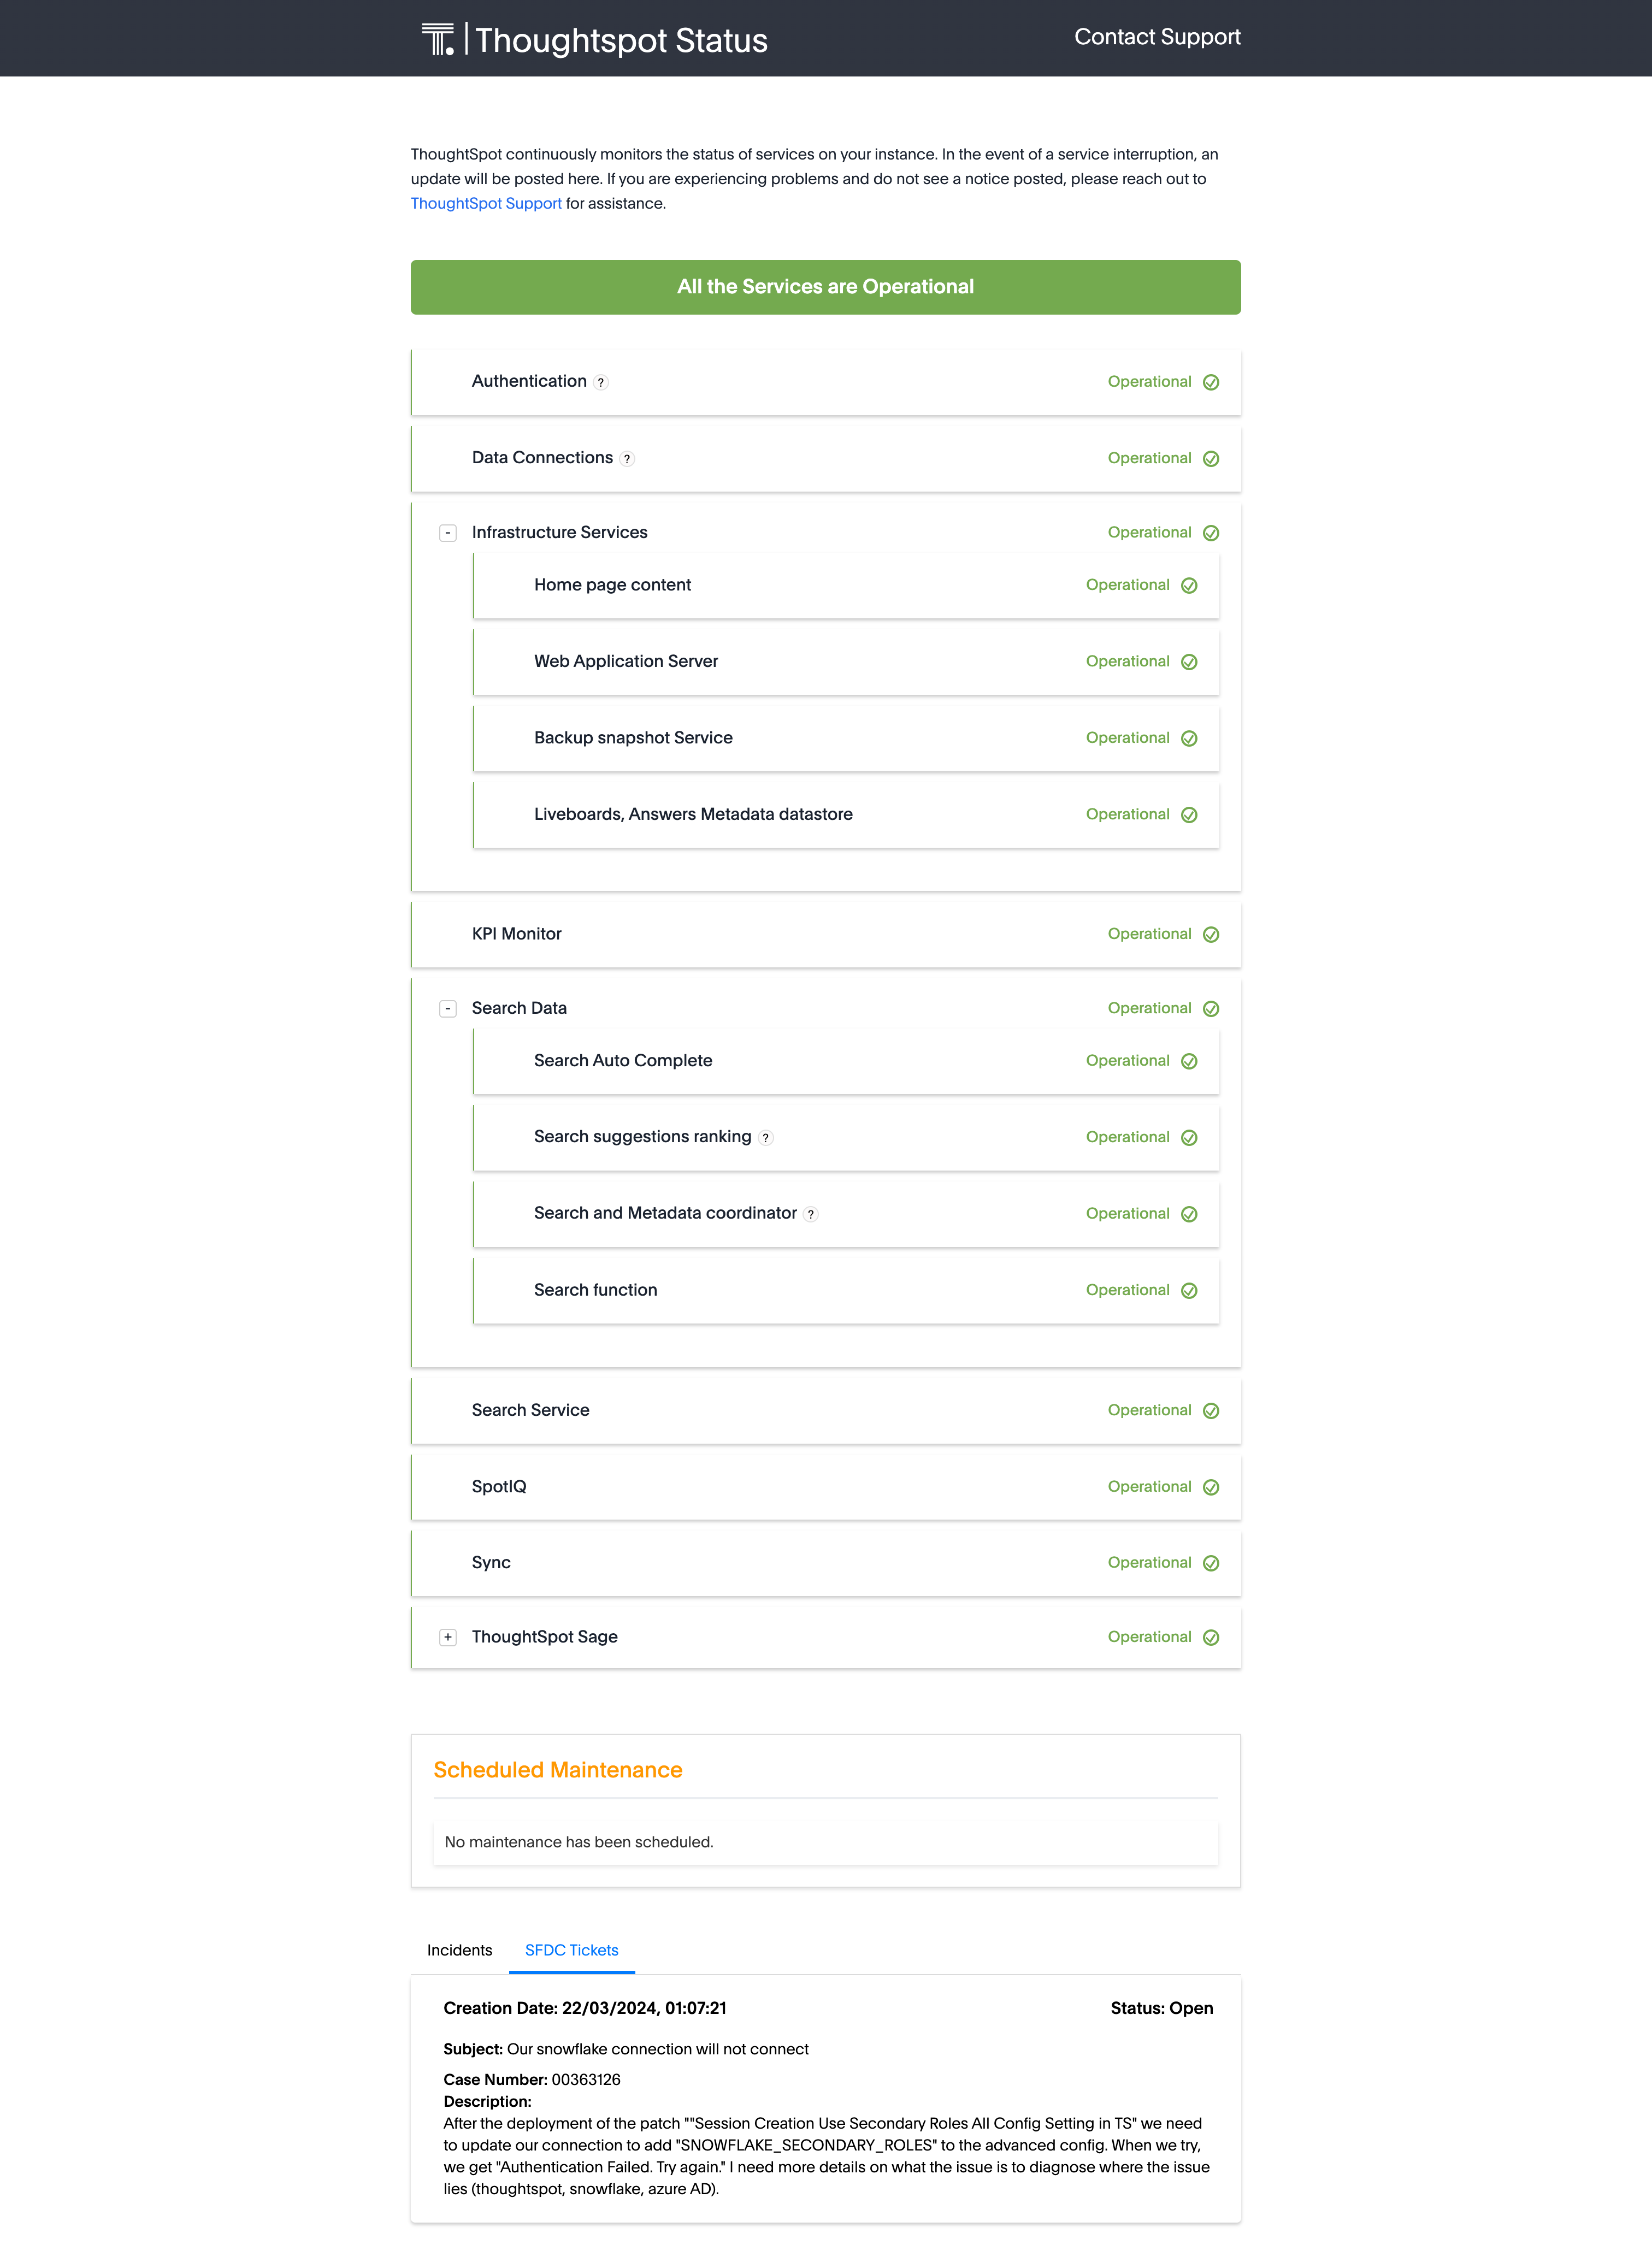 Thoughtspot Status
Contact Support
ThoughtSpot continuously monitors the status of services on your instance. In the event of a service interruption, an
update will be posted here. If you are experiencing problems and do not see a notice posted, please reach out to
ThoughtSpot Support for assistance.
All the Services are Operational
Authentication ? Operational
Data Connections ? Operational
- Infrastructure Services Operational
Home page content Operational
Web Application Server Operational
Backup snapshot Service Operational
Liveboards, Answers Metadata datastore Operational
KPI Monitor Operational
- Search Data Operational
Search Auto Complete Operational
Search suggestions ranking ? Operational
Search and Metadata coordinator ? Operational
Search function Operational
Search Service Operational
SpotIQ Operational
Sync Operational
+ ThoughtSpot Sage Operational
Scheduled Maintenance
No maintenance has been scheduled.
Incidents SFDC Tickets
Creation Date: 22/03/2024, 01:07:21 Status: Open
Subject: Our snowflake connection will not connect
Case Number: 00363126
Description:
After the deployment of the patch ""Session Creation Use Secondary Roles All Config Setting in TS" we need
to update our connection to add "SNOWFLAKE_SECONDARY_ROLES" to the advanced config. When we try,
we get "Authentication Failed. Try again." I need more details on what the issue is to diagnose where the issue
lies (thoughtspot, snowflake, azure AD).